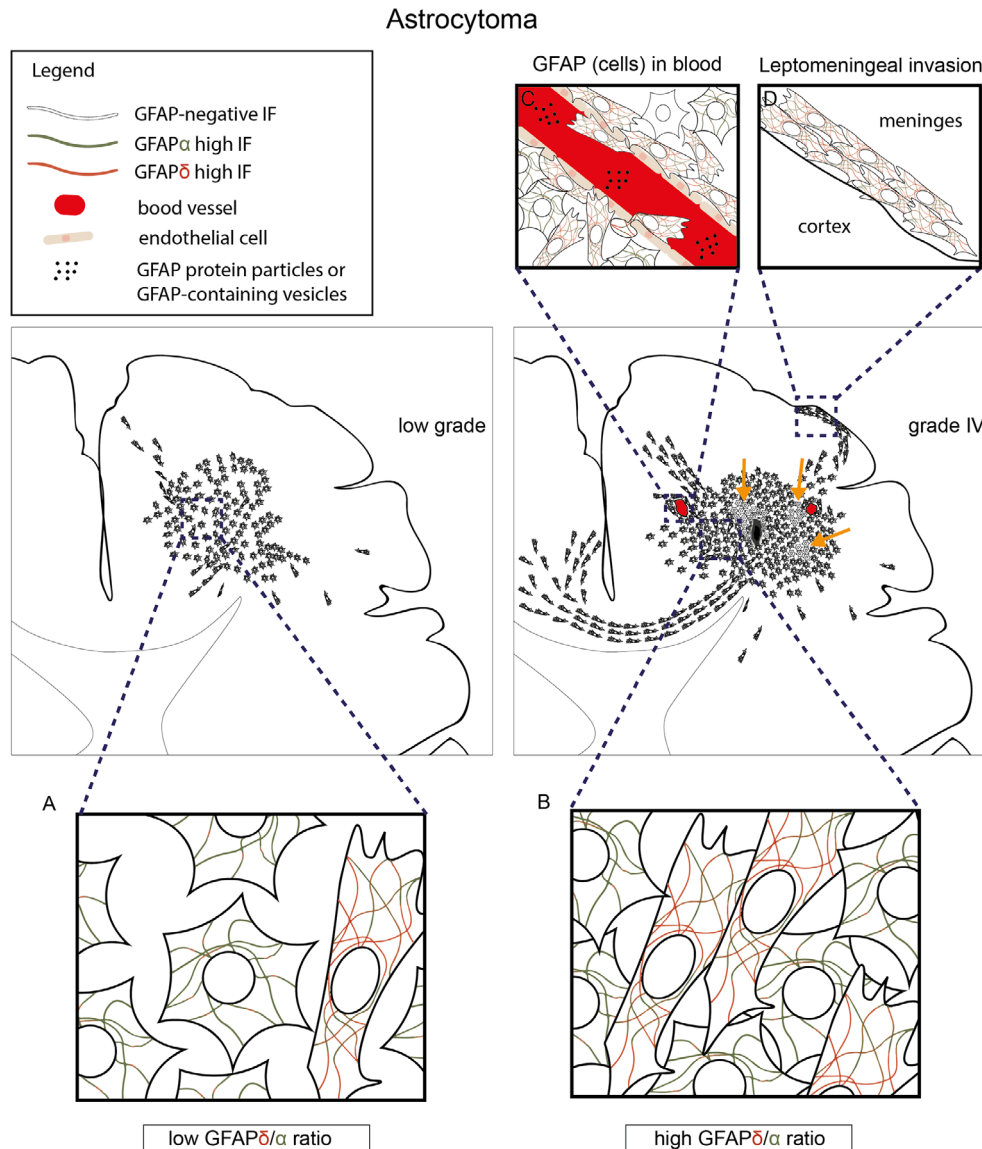 Astrocytoma
Legend
GFAP-negative IF
GFAPα high IF
GFAPδ high IF
bood vessel
endothelial cell
GFAP protein particles or
GFAP-containing vesicles
GFAP (cells) in blood
Leptomeningeal invasion
C
D
meninges
cortex
low grade
grade IV
A
B
low GFAPδ/α ratio
high GFAPδ/α ratio